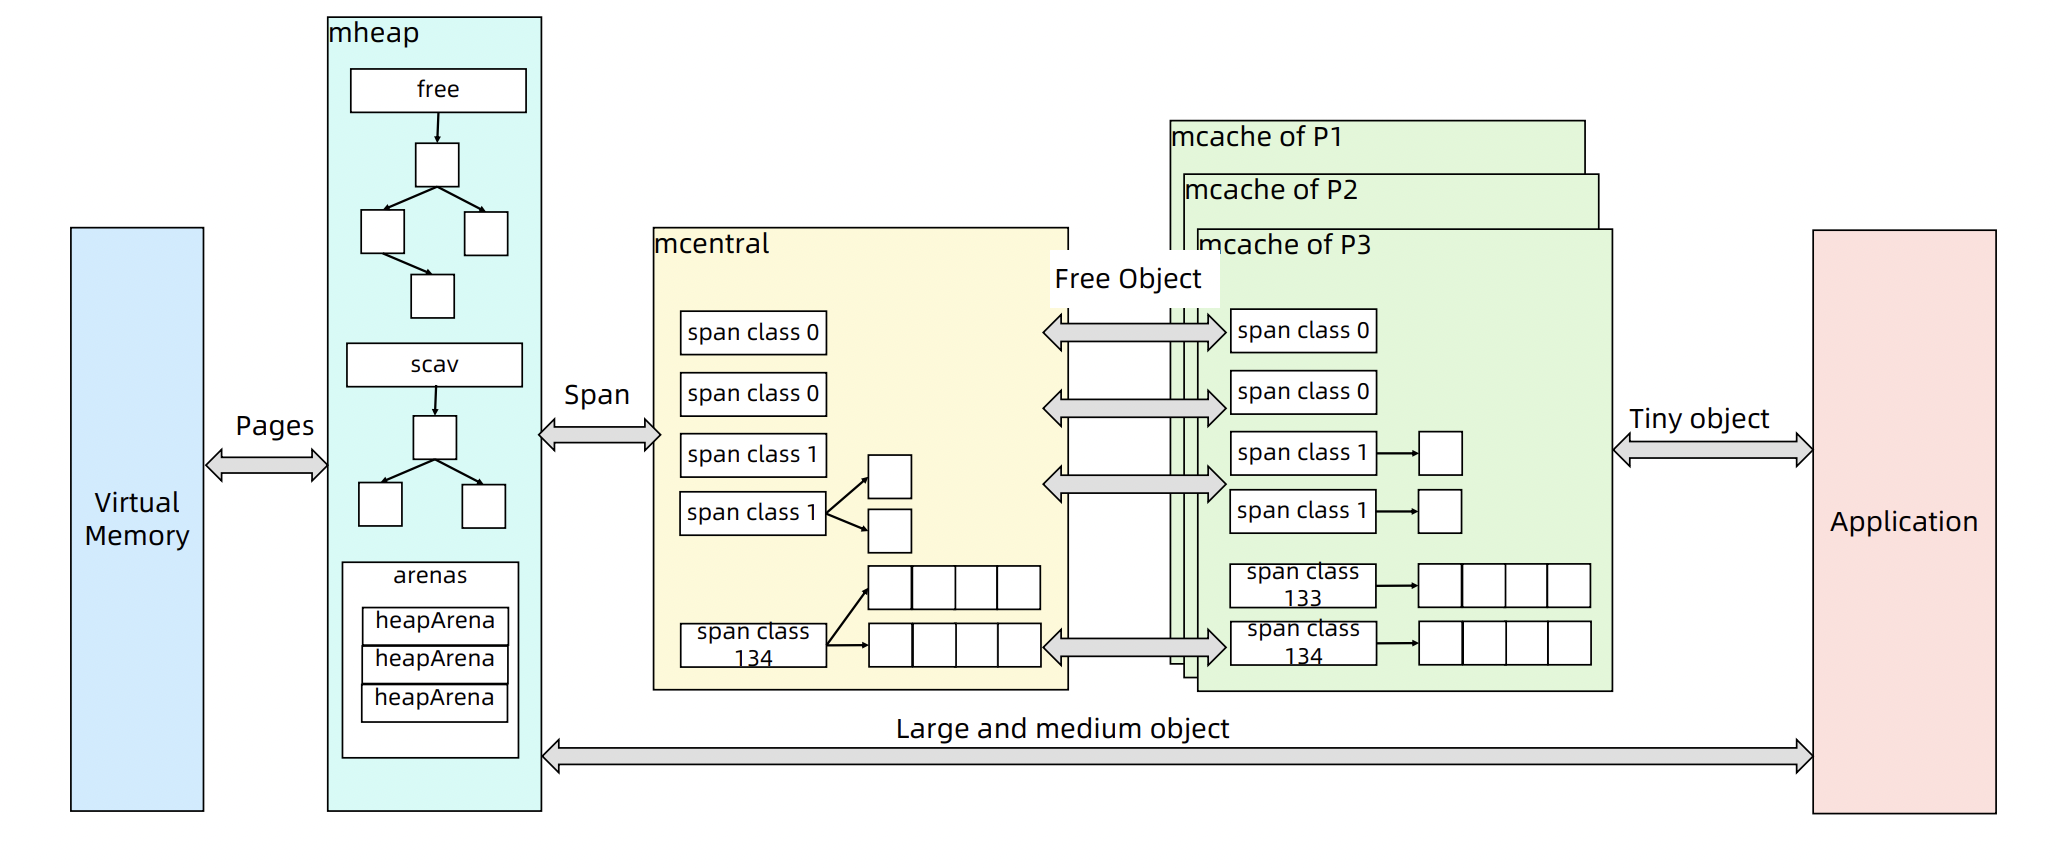 mheap
free
scav
arenas
heapArena
heapArena
heapArena
Virtual
Memory
Pages
Span
mcentral
span class 0
span class 0
span class 1
span class 1
span class
134
Free Object
mcache of P1
mcache of P2
mcache of P3
span class 0
span class 0
span class 1
span class 1
span class
133
span class
134
Tiny object
Application
Large and medium object